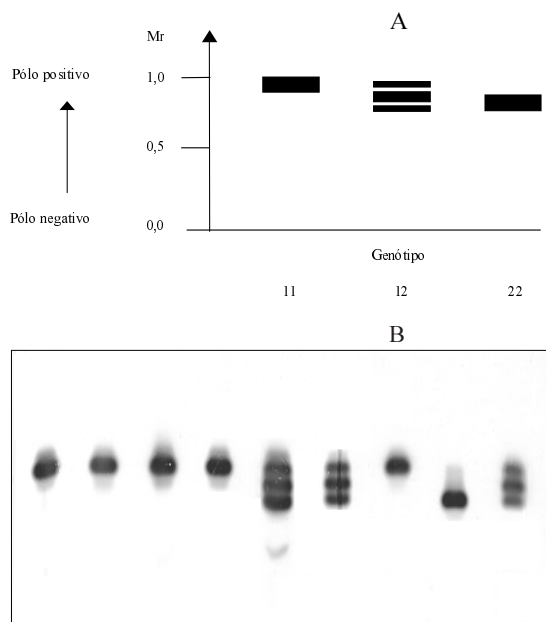 A
Mr
Pólo positivo
1,0
0,5
Pólo negativo
0,0
Genótipo
11 12 22
B